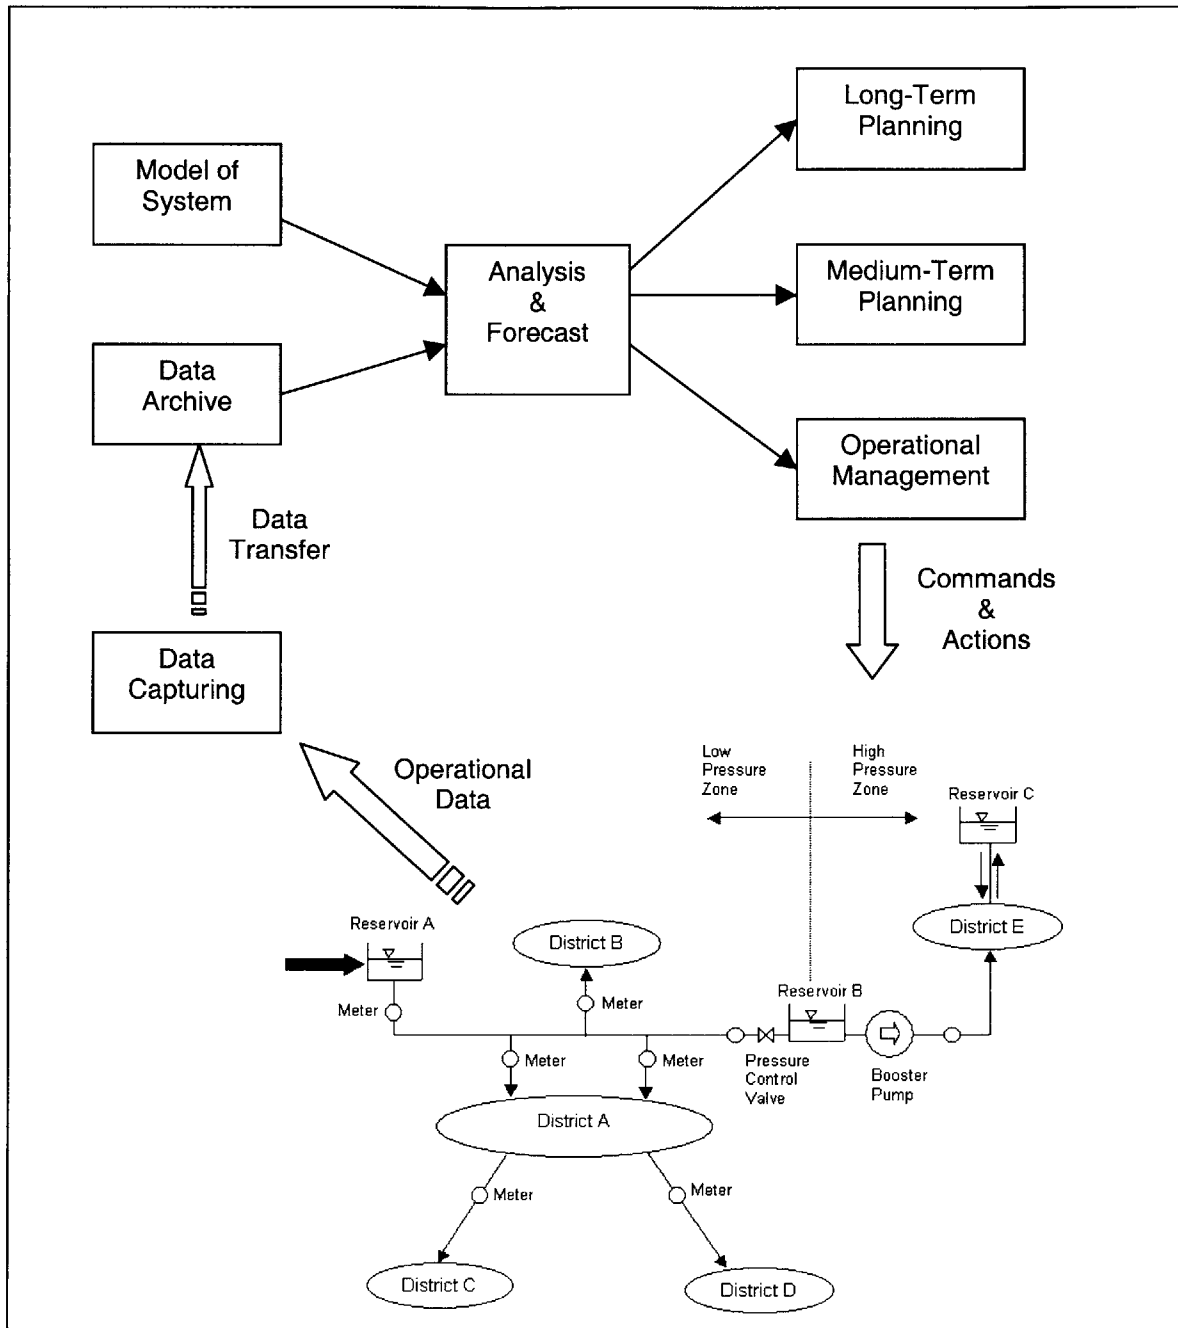 Long-Term
Planning
Model of
System
Analysis
&
Forecast
Medium-Term
Planning
Data
Archive
Operational
Management
Data
Transfer
Commands
&
Actions
Data
Capturing
Operational
Data
Low
Pressure
Zone
High
Pressure
Zone
Reservoir C
Reservoir A
District B
District E
Meter
Meter
Reservoir B
Meter
Meter
Pressure
Control
Valve
Booster
Pump
District A
Meter
Meter
District C
District D